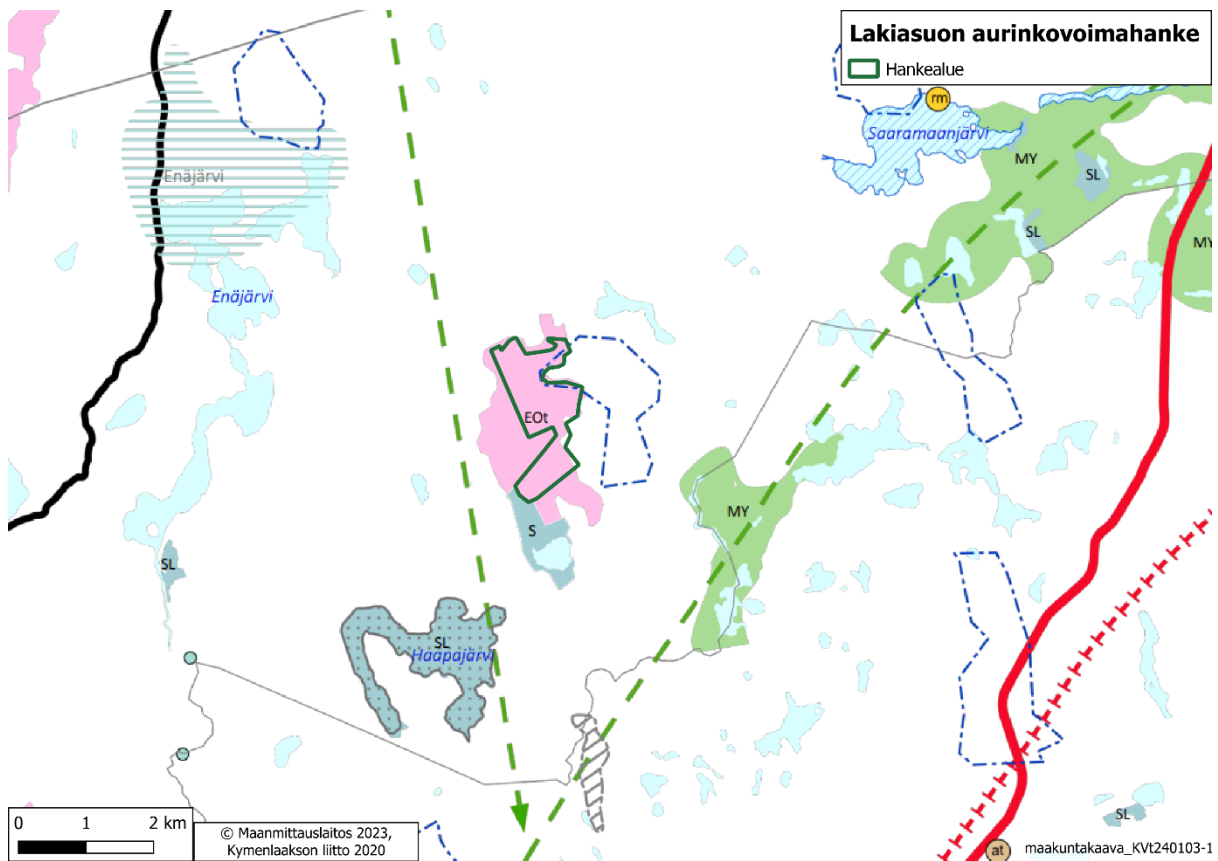 Lakiasuon aurinkovoimahanke
Hankealue
rm
Saaramaanjärvi
MY
SL
Enäjärvi
SL
MY
Enäjärvi
EOt
MY
S
SL
SL
Haapajärvi
0 1 2 km
© Maanmittauslaitos 2023,
Kymenlaakson liitto 2020
SL
at
maakuntakaava_KVt240103-1